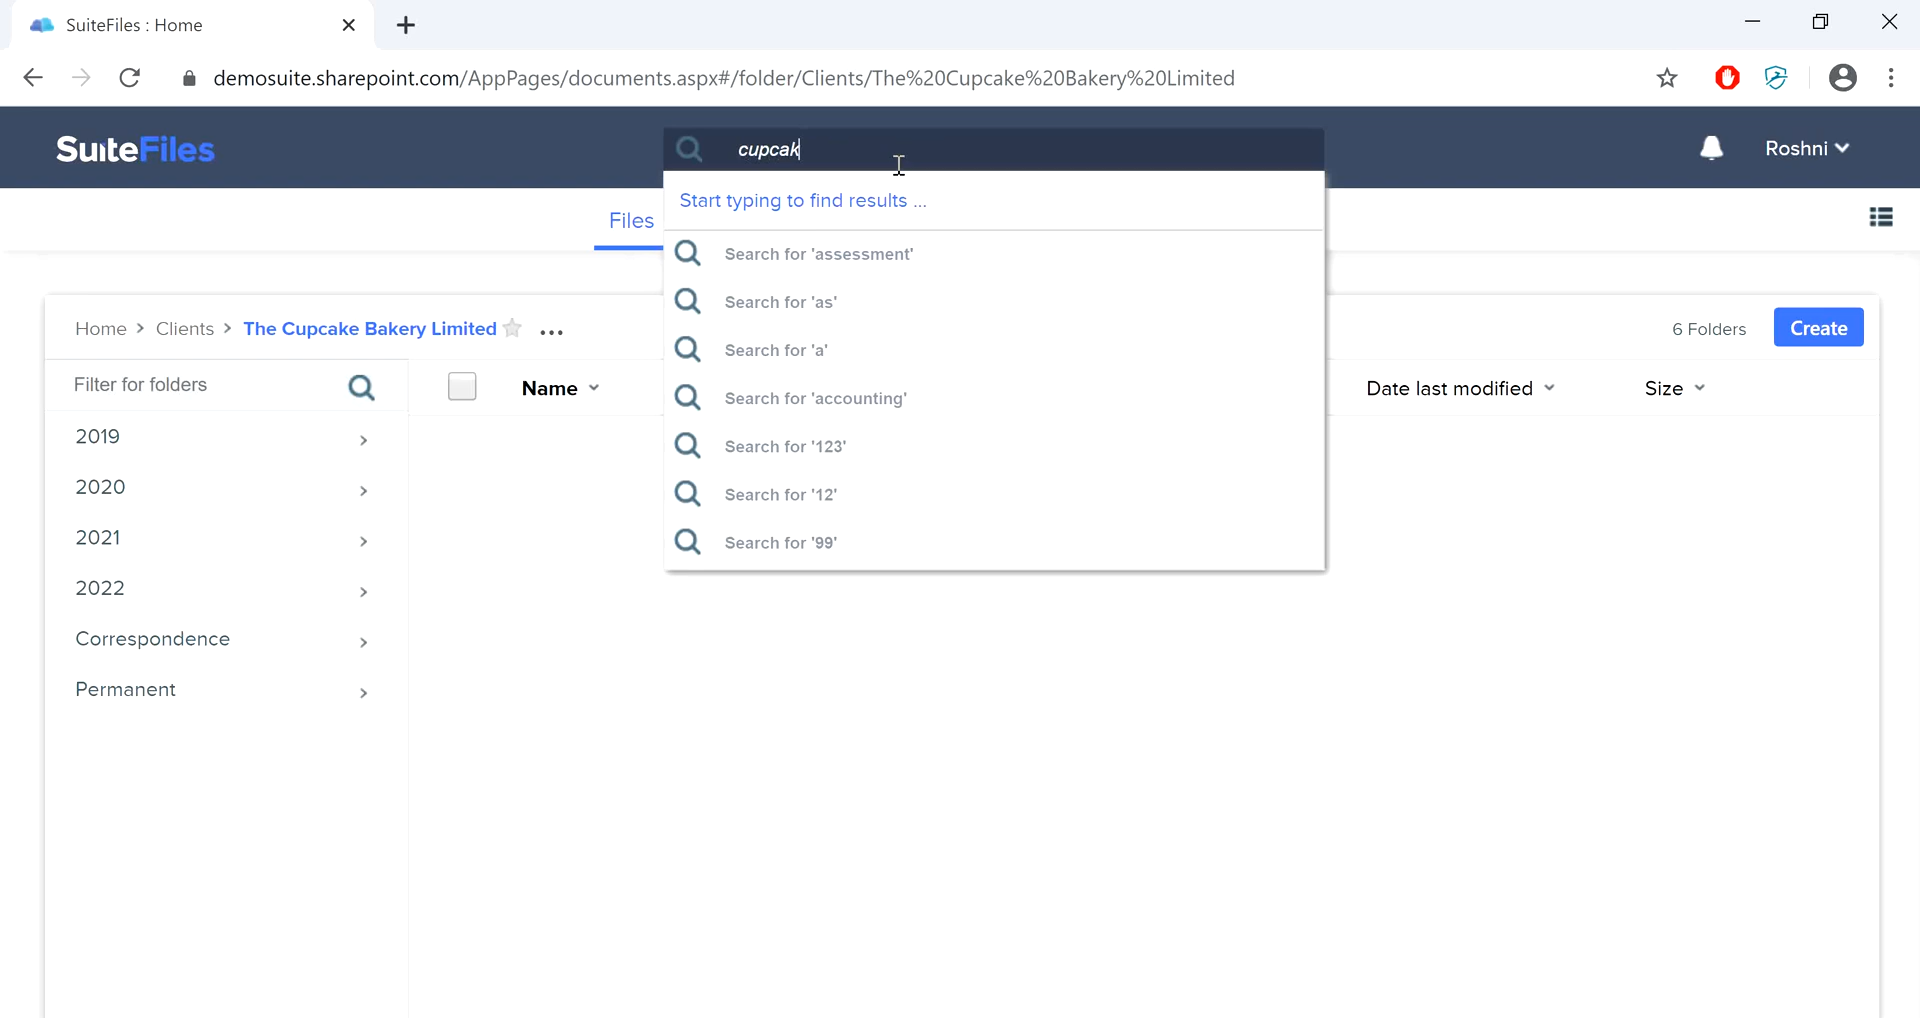 SuiteFiles : Home
demosuite.sharepoint.com/AppPages/documents.aspx#/folder/Clients/The%20Cupcake%20Bakery%20Limited
SuiteFiles
cupcak
Roshni
Start typing to find results ...
Files
Search for 'assessment'
Search for 'as'
Search for 'a'
Search for 'accounting'
Search for '123'
Search for '12'
Search for '99'
Home > Clients > The Cupcake Bakery Limited ...
6 Folders
Create
Filter for folders
Name
Date last modified
Size
2019
2020
2021
2022
Correspondence
Permanent